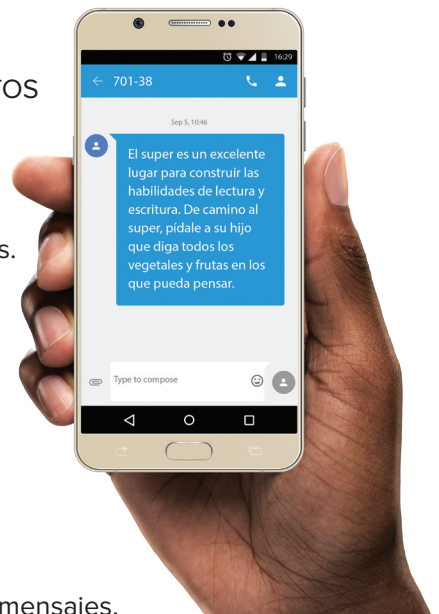 ROS
s.
16:29
701-38
Sep 5, 10:46
El super es un excelente
lugar para construir las
habilidades de lectura y
escritura. De camino al
super, pídale a su hijo
que diga todos los
vegetales y frutas en los
que pueda pensar.
Type to compose
mensajes.